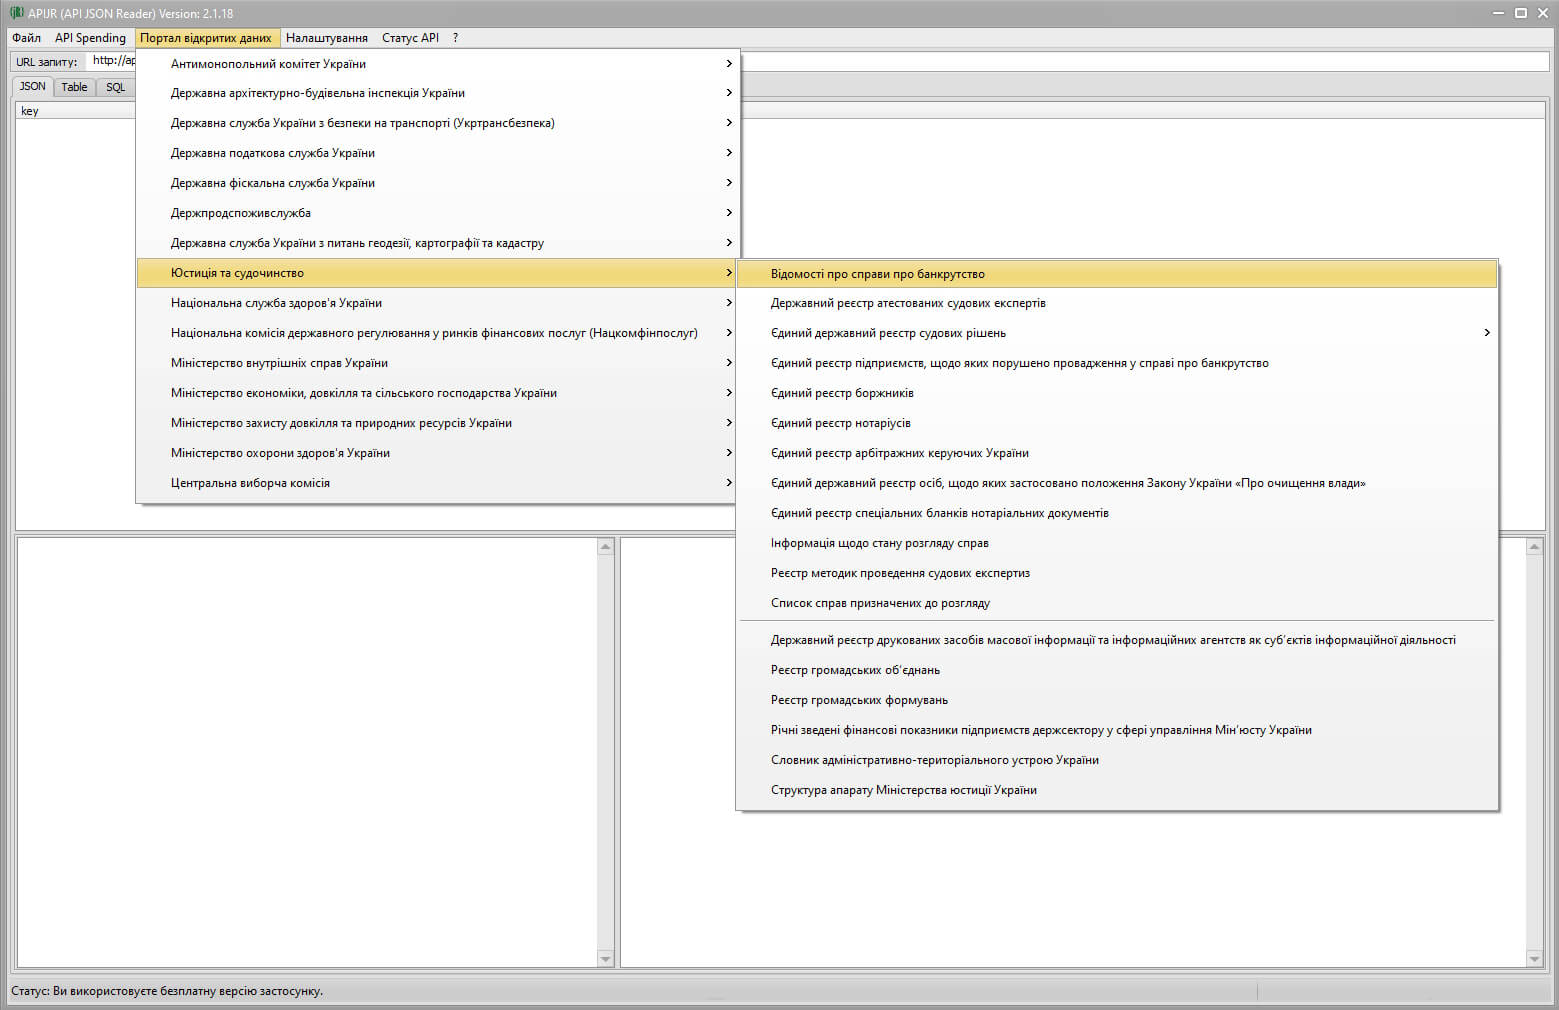 APIJR (API JSON Reader) Version: 2.1.18
Файл API Spending Портал відкритих даних Налаштування Статус API ?
URL запиту: http://ap
JSON Table SQL
key
Антимонопольний комітет України
Державна архітектурно-будівельна інспекція України
Державна служба України з безпеки на транспорті (Укртрансбезпека)
Державна податкова служба України
Державна фіскальна служба України
Держпродспоживслужба
Державна служба України з питань геодезії, картографії та кадастру
Юстиція та судочинство
Національна служба здоров'я України
Національна комісія державного регулювання у ринків фінансових послуг (Нацкомфінпослуг)
Міністерство внутрішніх справ України
Міністерство економіки, довкілля та сільського господарства України
Міністерство захисту довкілля та природних ресурсів України
Міністерство охорони здоров'я України
Центральна виборча комісія
Відомості про справи про банкрутство
Державний реєстр атестованих судових експертів
Єдиний державний реєстр судових рішень
Єдиний реєстр підприємств, щодо яких порушено провадження у справі про банкрутство
Єдиний реєстр боржників
Єдиний реєстр нотаріусів
Єдиний реєстр арбітражних керуючих України
Єдиний державний реєстр осіб, щодо яких застосовано положення Закону України «Про очищення влади»
Єдиний реєстр спеціальних бланків нотаріальних документів
Інформація щодо стану розгляду справ
Реєстр методик проведення судових експертиз
Список справ призначених до розгляду
Державний реєстр друкованих засобів масової інформації та інформаційних агентств як суб'єктів інформаційної діяльності
Реєстр громадських об'єднань
Реєстр громадських формувань
Річні зведені фінансові показники підприємств держсектору у сфері управління Мін'юсту України
Словник адміністративно-територіального устрою України
Структура апарату Міністерства юстиції України
Статус: Ви використовуєте безплатну версію застосунку.